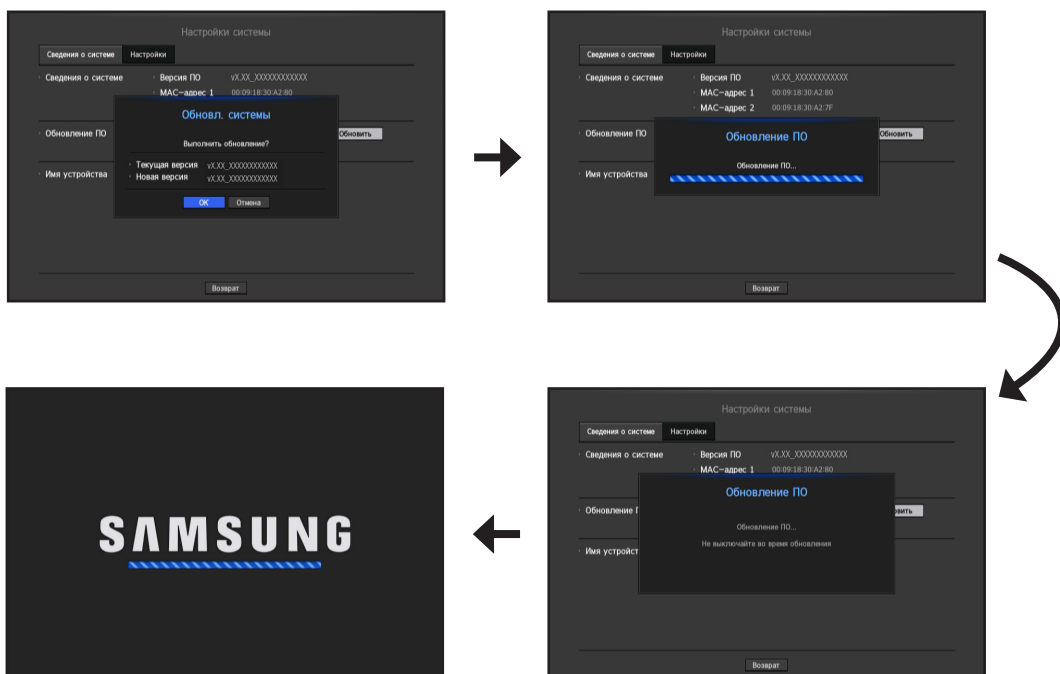 Настройки системы
Сведения о системе Настройки
Сведения о системе Версия ПО vX.XX_XXXXXXXXXXXX
MAC-адрес 1 00:09:18:30:A2:80
Обновл. системы
Обновление ПО Обновить
Выполнить обновление?
Текущая версия vX.XX_XXXXXXXXXXXX
Имя устройства
Новая версия vX.XX_XXXXXXXXXXXX
OK Отмена
Возврат
Настройки системы
Сведения о системе Настройки
Сведения о системе Версия ПО vX.XX_XXXXXXXXXXXX
MAC-адрес 1 00:09:18:30:A2:80
MAC-адрес 2 00:09:18:30:A2:7F
Обновление ПО Обновление ПО Обновить
Обновление ПО...
Имя устройства
Возврат
Настройки системы
Сведения о системе Настройки
Сведения о системе Версия ПО vX.XX_XXXXXXXXXXXX
MAC-адрес 1 00:09:18:30:A2:80
Обновление ПО
Обновление
Обновление ПО...
Не выключайте во время обновления
Возврат
SAMSUNG